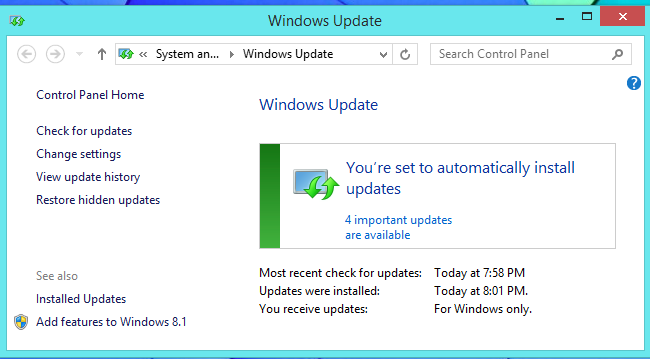 Windows Update
« System an... Windows Update
Search Control Panel
Control Panel Home
Check for updates
Change settings
View update history
Restore hidden updates
See also
Installed Updates
Add features to Windows 8.1
Windows Update
You're set to automatically install
updates
4 important updates
are available
Most recent check for updates: Today at 7:58 PM
Updates were installed: Today at 8:01 PM.
You receive updates: For Windows only.